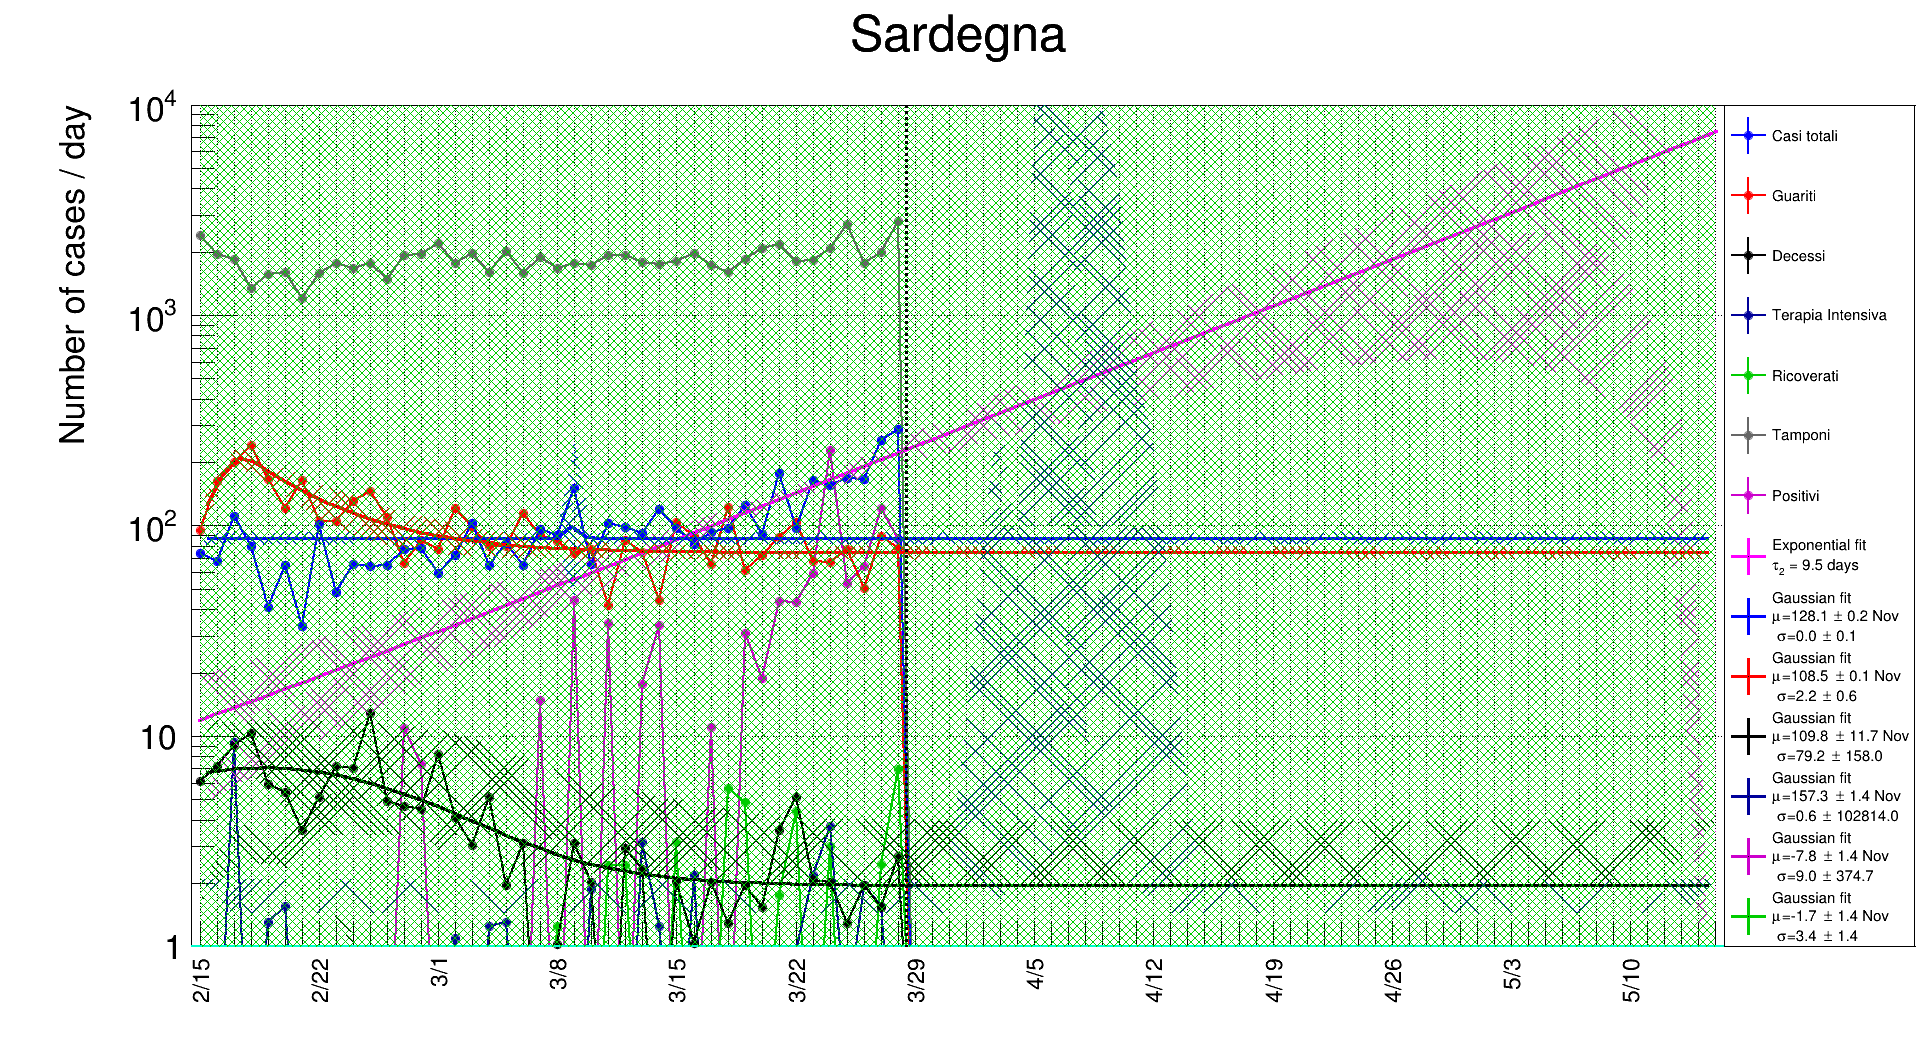 Sardegna
Number of cases / day
10^4
10^3
10^2
10
1
2/15
2/22
3/1
3/8
3/15
3/22
3/29
4/5
4/12
4/19
4/26
5/3
5/10
Casi totali
Guariti
Decessi
Terapia Intensiva
Ricoverati
Tamponi
Positivi
Exponential fit
τ₂ = 9.5 days
Gaussian fit
μ=128.1 ± 0.2 Nov
σ=0.0 ± 0.1
Gaussian fit
μ=108.5 ± 0.1 Nov
σ=2.2 ± 0.6
Gaussian fit
μ=109.8 ± 11.7 Nov
σ=79.2 ± 158.0
Gaussian fit
μ=157.3 ± 1.4 Nov
σ=0.6 ± 102814.0
Gaussian fit
μ=-7.8 ± 1.4 Nov
σ=9.0 ± 374.7
Gaussian fit
μ=-1.7 ± 1.4 Nov
σ=3.4 ± 1.4